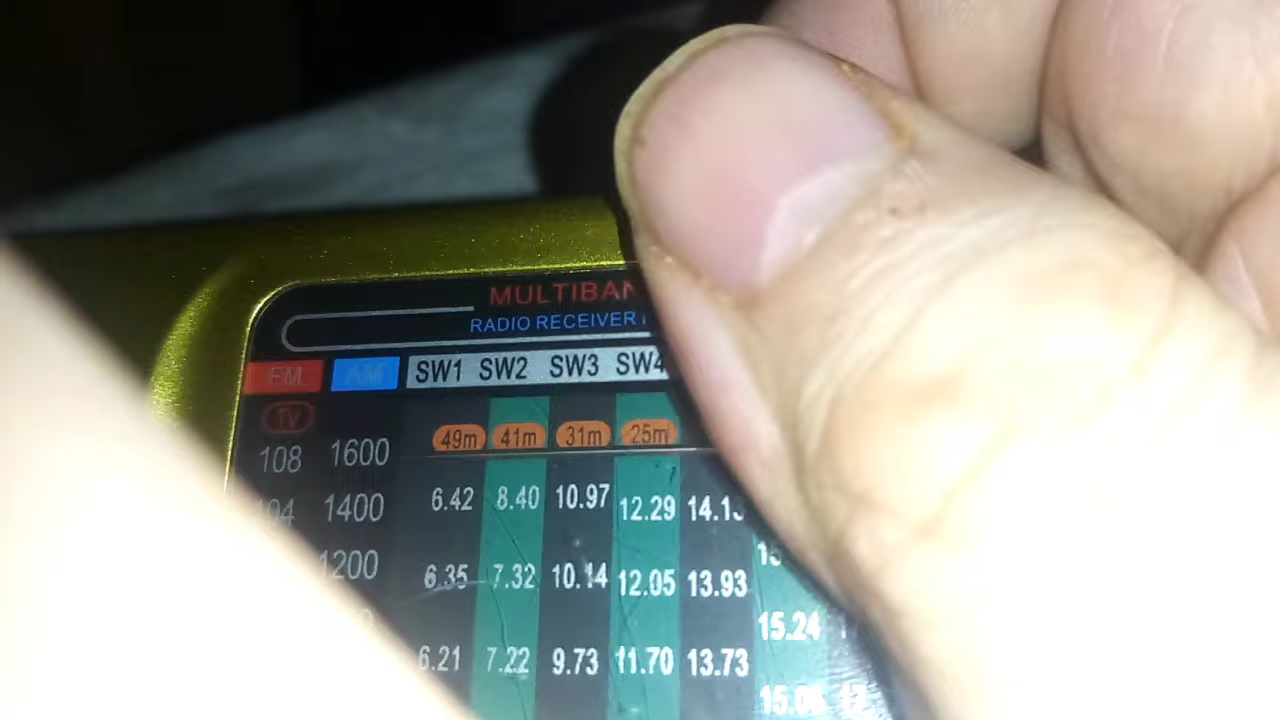 MULTIBAN
RADIO RECEIVER
FM AM SW1 SW2 SW3 SW4
TV 49m 41m 31m 25m
108 1600 6.42 8.40 10.97 12.29
104 1400 6.35 7.32 10.14 12.05 13.93
1200 6.21 7.22 9.73 11.70 13.73
15.24